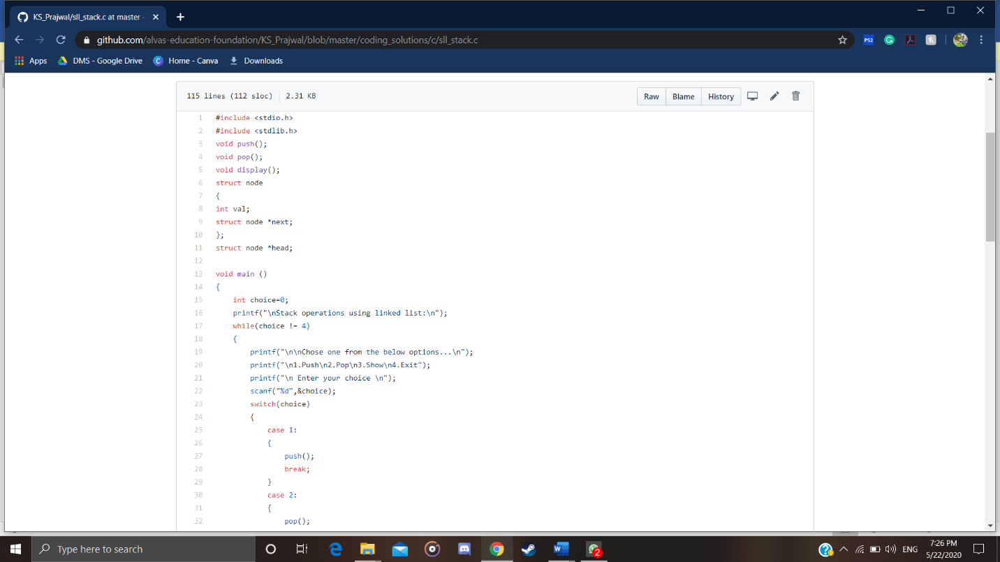 KS_Prajwal/sll_stack.c at master
github.com/alvas-education-foundation/KS_Prajwal/blob/master/coding_solutions/c/sll_stack.c
PS2
Apps DMS - Google Drive C Home - Canva Downloads
115 lines (112 sloc) 2.31 KB Raw Blame History
1 #include <stdio.h>
2 #include <stdlib.h>
3 void push();
4 void pop();
5 void display();
6 struct node
7 {
8 int val;
9 struct node *next;
10 };
11 struct node *head;
12
13 void main ()
14 {
15 int choice=0;
16 printf("\nStack operations using linked list:\n");
17 while(choice != 4)
18 {
19 printf("\n\nChose one from the below options...\n");
20 printf("\n1.Push\n2.Pop\n3.Show\n4.Exit");
21 printf("\n Enter your choice \n");
22 scanf("%d",&choice);
23 switch(choice)
24 {
25 case 1:
26 {
27 push();
28 break;
29 }
30 case 2:
31 {
32 pop();
Type here to search
2
ENG
7:26 PM
5/22/2020